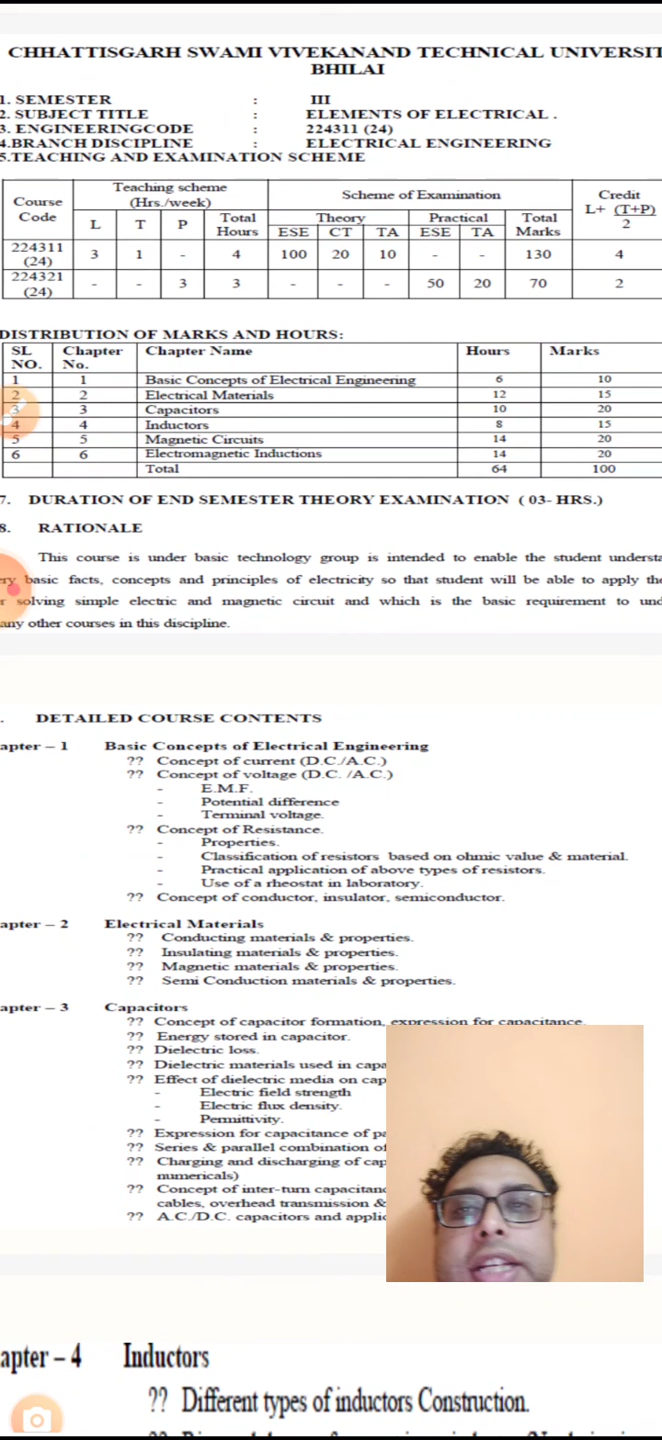 CHHATTISGARH SWAMI VIVEKANAND TECHNICAL UNIVERSIT
BHILAI
1. SEMESTER : III
2. SUBJECT TITLE : ELEMENTS OF ELECTRICAL .
3. ENGINEERINGCODE : 224311 (24)
4.BRANCH DISCIPLINE : ELECTRICAL ENGINEERING
5.TEACHING AND EXAMINATION SCHEME
Course Code Teaching scheme (Hrs./week) Scheme of Examination Credit L+ (T+P) 2
L T P Total Hours Theory Practical Total Marks
ESE CT TA ESE TA
224311 (24) 3 1 - 4 100 20 10 - - 130 4
224321 (24) - - 3 3 - - - 50 20 70 2
DISTRIBUTION OF MARKS AND HOURS:
SL NO. Chapter No. Chapter Name Hours Marks
1 1 Basic Concepts of Electrical Engineering 6 10
2 2 Electrical Materials 12 15
3 3 Capacitors 10 20
4 4 Inductors 8 15
5 5 Magnetic Circuits 14 20
6 6 Electromagnetic Inductions 14 20
Total 64 100
7. DURATION OF END SEMESTER THEORY EXAMINATION ( 03- HRS.)
8. RATIONALE
This course is under basic technology group is intended to enable the student understa
ry basic facts, concepts and principles of electricity so that student will be able to apply the
r solving simple electric and magnetic circuit and which is the basic requirement to und
any other courses in this discipline.
. DETAILED COURSE CONTENTS
apter – 1 Basic Concepts of Electrical Engineering
?? Concept of current (D.C./A.C.)
?? Concept of voltage (D.C. /A.C.)
- E.M.F.
- Potential difference
- Terminal voltage.
?? Concept of Resistance.
- Properties.
- Classification of resistors based on ohmic value & material.
- Practical application of above types of resistors.
- Use of a rheostat in laboratory.
?? Concept of conductor, insulator, semiconductor.
apter – 2 Electrical Materials
?? Conducting materials & properties.
?? Insulating materials & properties.
?? Magnetic materials & properties.
?? Semi Conduction materials & properties.
apter – 3 Capacitors
?? Concept of capacitor formation, expression for capacitance.
?? Energy stored in capacitor.
?? Dielectric loss.
?? Dielectric materials used in capa
?? Effect of dielectric media on cap
- Electric field strength
- Electric flux density.
- Permittivity.
?? Expression for capacitance of pa
?? Series & parallel combination of
?? Charging and discharging of cap
numericals)
?? Concept of inter-turn capacitanc
cables, overhead transmission &
?? A.C./D.C. capacitors and applic
apter – 4 Inductors
?? Different types of inductors Construction.